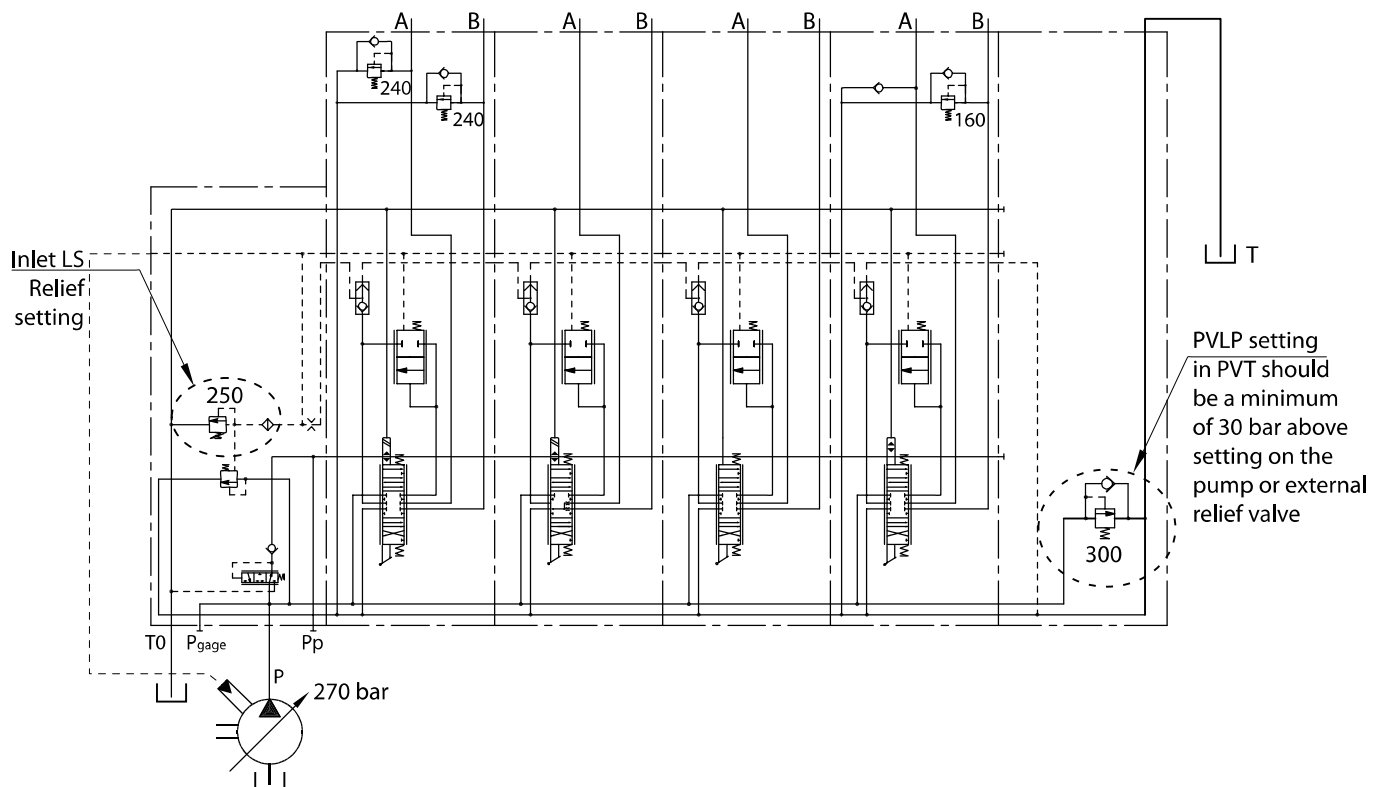 A B A B A B A B
240
240
160
Inlet LS
Relief
setting
T
250
PVLP setting
in PVT should
be a minimum
of 30 bar above
setting on the
pump or external
relief valve
300
T0 Pgage Pp
P
270 bar